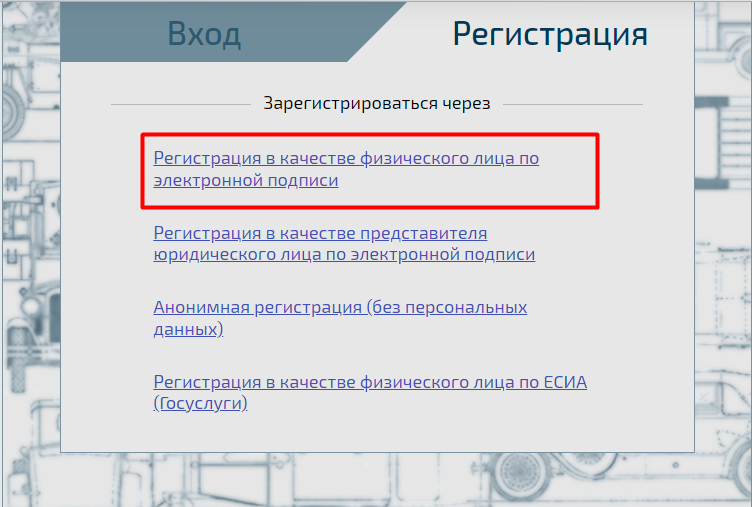 Вход
Регистрация
Зарегистрироваться через
Регистрация в качестве физического лица по
электронной подписи
Регистрация в качестве представителя
юридического лица по электронной подписи
Анонимная регистрация (без персональных
данных)
Регистрация в качестве физического лица по ЕСИА
(Госуслуги)